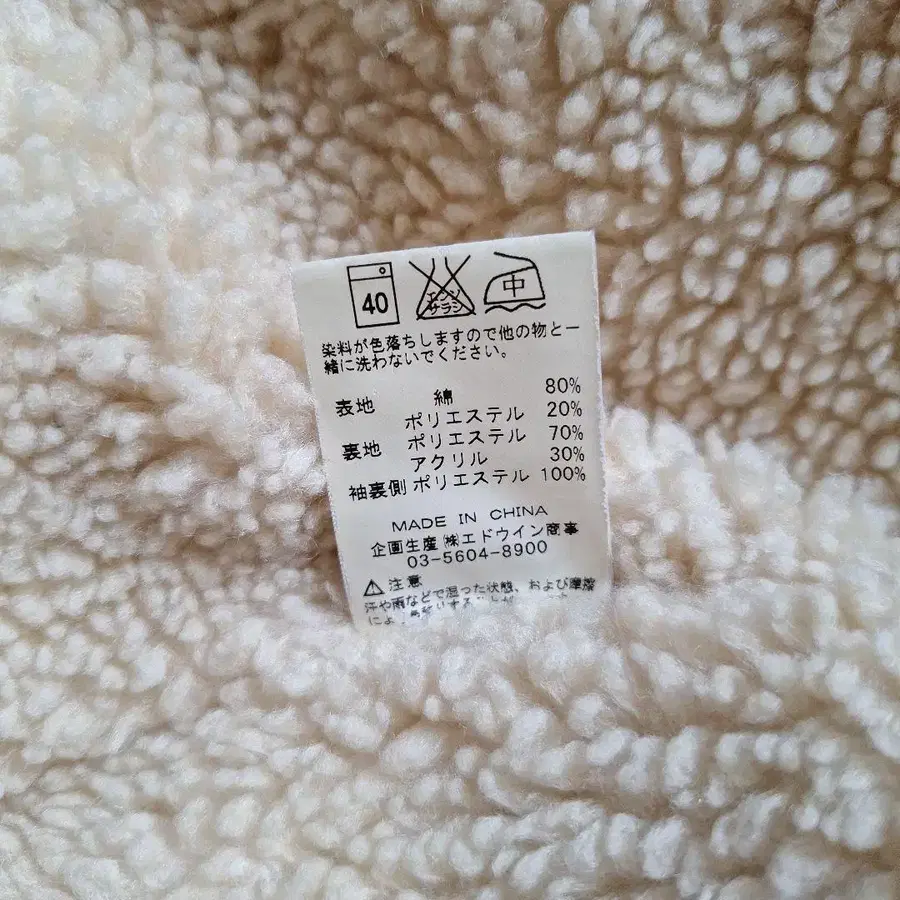 40
エンソ
サラシ
中
染料が色落ちしますので他の物と一
緒に洗わないでください。
表地 綿 80%
ポリエステル 20%
裏地 ポリエステル 70%
アクリル 30%
袖裏側 ポリエステル 100%
MADE IN CHINA
企画生産 ㈱エドウイン商事
03-5604-8900
⚠注意
汗や雨などで湿った状態、および摩擦
によ